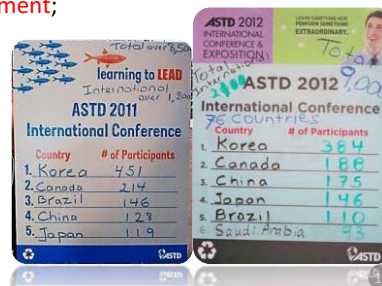 ment;
Total over 8,50
learning to LEAD
International
over 1,200
ASTD 2011
International Conference
Country # of Participants
1. Korea 451
2. Canada 214
3. Brazil 146
4. China 128
5. Japan 119
ASTD
ASTD 2012
INTERNATIONAL
CONFERENCE &
EXPOSITION
LEARN SOMETHING NEW.
PERFORM SOMETHING
EXTRAORDINARY.
Total
International
ASTD 2012
International Conference
76 Countries
Country # of Participants
1. Korea 384
2. Canada 188
3. China 175
4. Japan 146
5. Brazil 110
6. Saudi Arabia 93
ASTD